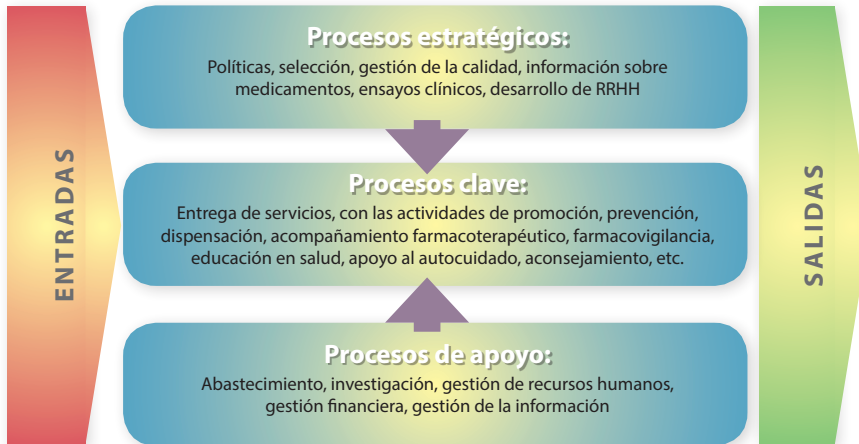 ENTRADAS
Procesos estratégicos:
Políticas, selección, gestión de la calidad, información sobre
medicamentos, ensayos clínicos, desarrollo de RRHH
Procesos clave:
Entrega de servicios, con las actividades de promoción, prevención,
dispensación, acompañamiento farmacoterapéutico, farmacovigilancia,
educación en salud, apoyo al autocuidado, aconsejamiento, etc.
Procesos de apoyo:
Abastecimiento, investigación, gestión de recursos humanos,
gestión financiera, gestión de la información
SALIDAS